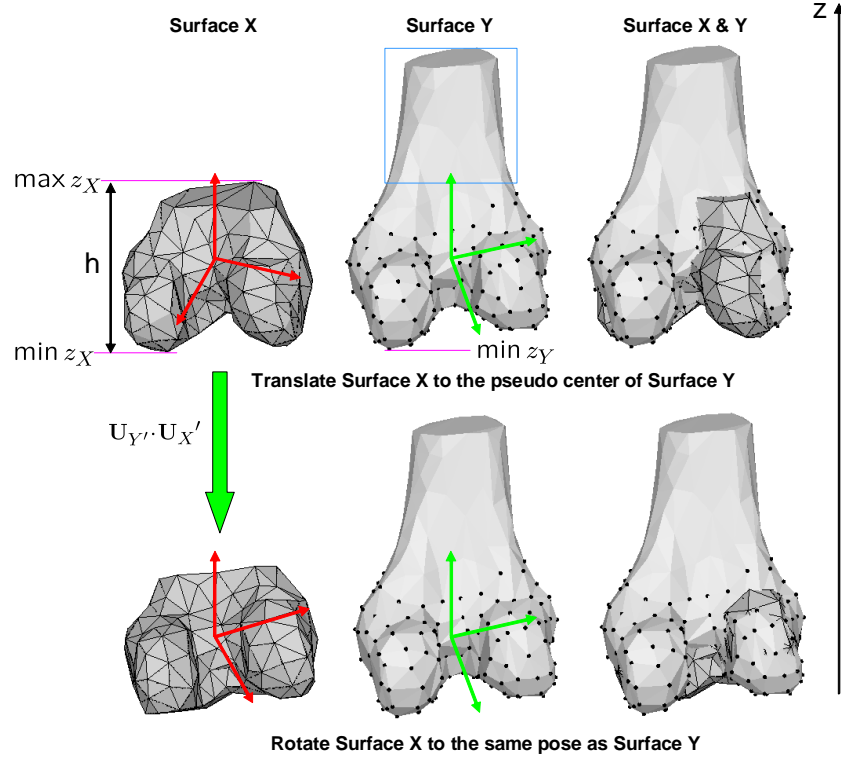 Surface X
Surface Y
Surface X & Y
z
max z_X
h
min z_X
min z_Y
Translate Surface X to the pseudo center of Surface Y
U_{Y'}·U_X'
Rotate Surface X to the same pose as Surface Y